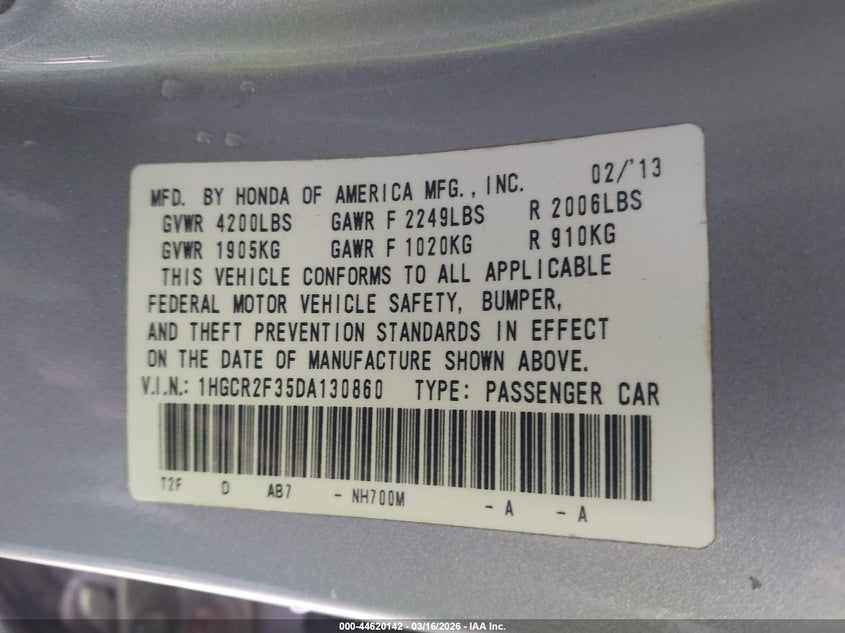 MFD. BY HONDA OF AMERICA MFG., INC. 02/'13
GVWR 4200LBS GAWR F 2249LBS R 2006LBS
GVWR 1905KG GAWR F 1020KG R 910KG
THIS VEHICLE CONFORMS TO ALL APPLICABLE
FEDERAL MOTOR VEHICLE SAFETY, BUMPER,
AND THEFT PREVENTION STANDARDS IN EFFECT
ON THE DATE OF MANUFACTURE SHOWN ABOVE.
V.I.N.: 1HGCR2F35DA130860 TYPE: PASSENGER CAR
T2F D AB7 - NH700M - A - A
000-44620142 - 03/16/2026 - IAA Inc.